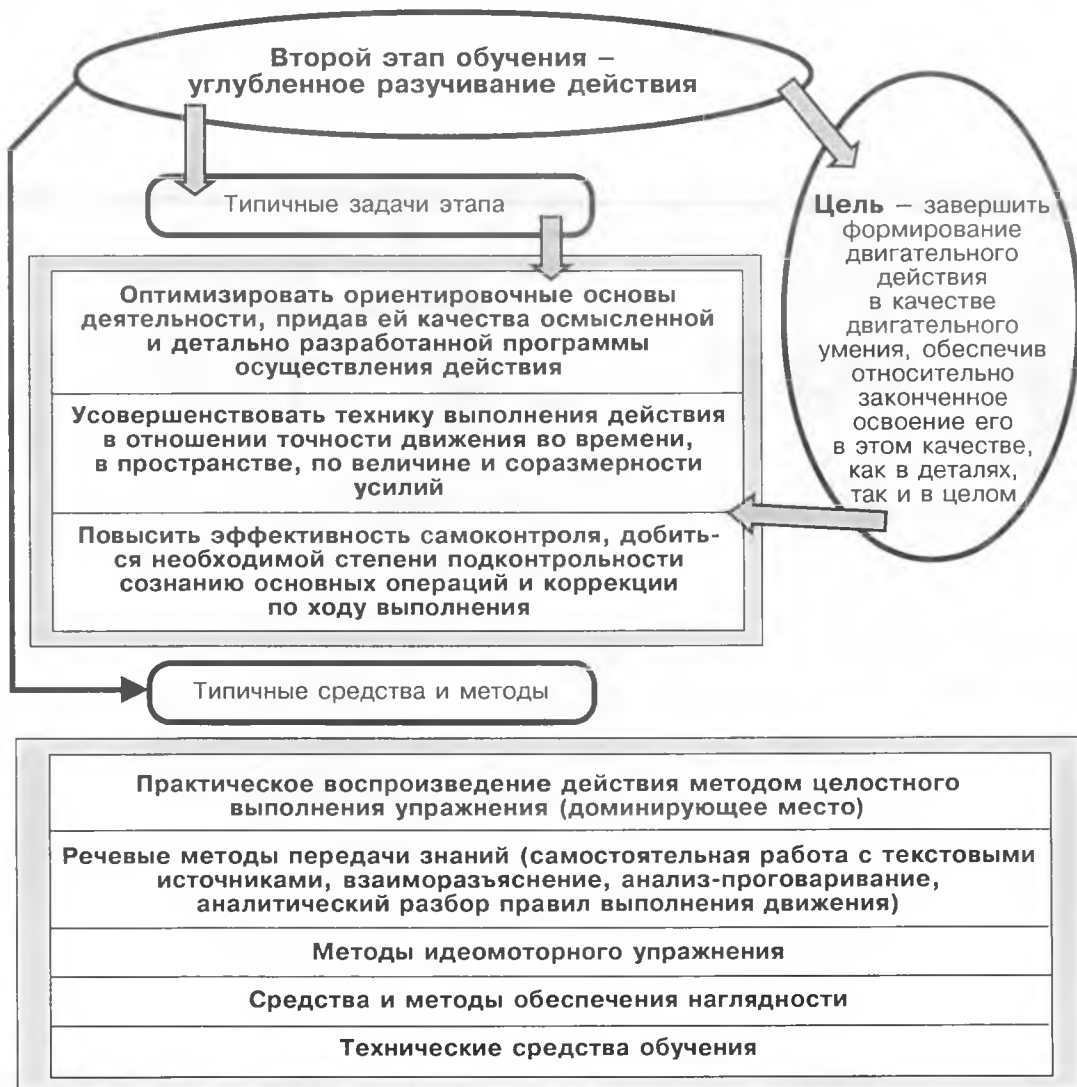 Второй этап обучения –
углубленное разучивание действия
Типичные задачи этапа
Оптимизировать ориентировочные основы
деятельности, придав ей качества осмысленной
и детально разработанной программы
осуществления действия
Усовершенствовать технику выполнения действия
в отношении точности движения во времени,
в пространстве, по величине и соразмерности
усилий
Повысить эффективность самоконтроля, добить-
ся необходимой степени подконтрольности
сознанию основных операций и коррекции
по ходу выполнения
Цель – завершить
формирование
двигательного
действия
в качестве
двигательного
умения, обеспечив
относительно
законченное
освоение его
в этом качестве,
как в деталях,
так и в целом
Типичные средства и методы
Практическое воспроизведение действия методом целостного
выполнения упражнения (доминирующее место)
Речевые методы передачи знаний (самостоятельная работа с текстовыми
источниками, взаиморазъяснение, анализ-проговаривание,
аналитический разбор правил выполнения движения)
Методы идеомоторного упражнения
Средства и методы обеспечения наглядности
Технические средства обучения